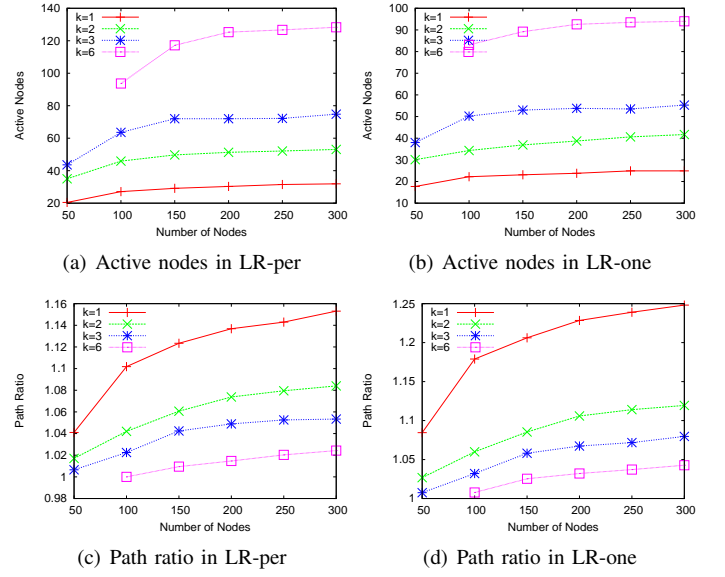 k=1
k=2
k=3
k=6
140
120
100
80
60
40
20
Active Nodes
50 100 150 200 250 300
Number of Nodes
(a) Active nodes in LR-per
k=1
k=2
k=3
k=6
100
90
80
70
60
50
40
30
20
10
Active Nodes
50 100 150 200 250 300
Number of Nodes
(b) Active nodes in LR-one
k=1
k=2
k=3
k=6
1.16
1.14
1.12
1.1
1.08
1.06
1.04
1.02
1
0.98
Path Ratio
50 100 150 200 250 300
Number of Nodes
(c) Path ratio in LR-per
k=1
k=2
k=3
k=6
1.25
1.2
1.15
1.1
1.05
1
Path Ratio
50 100 150 200 250 300
Number of Nodes
(d) Path ratio in LR-one